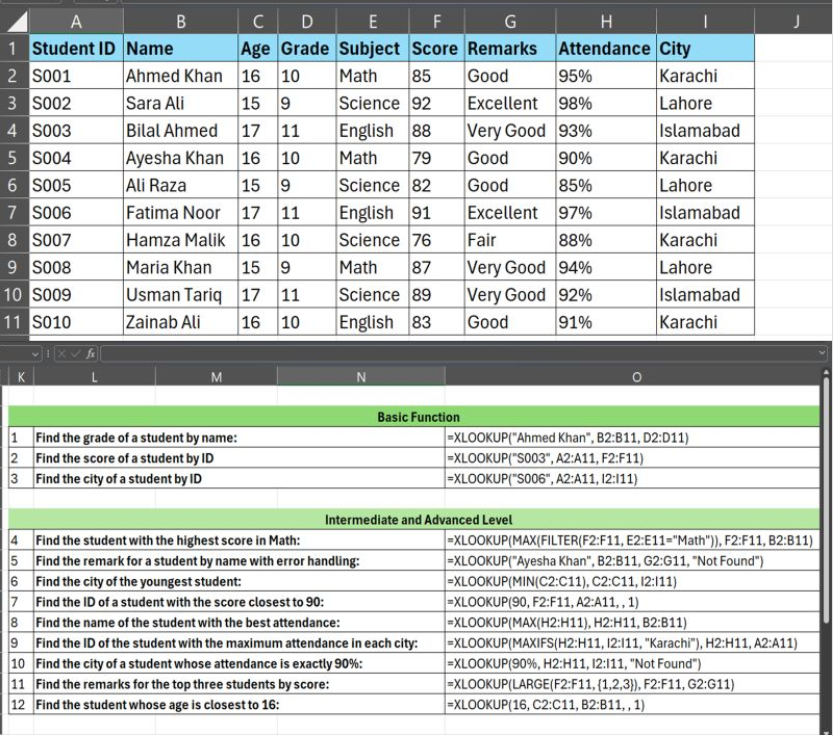 A B C D E F G H I J
1 Student ID Name Age Grade Subject Score Remarks Attendance City
2 S001 Ahmed Khan 16 10 Math 85 Good 95% Karachi
3 S002 Sara Ali 15 9 Science 92 Excellent 98% Lahore
4 S003 Bilal Ahmed 17 11 English 88 Very Good 93% Islamabad
5 S004 Ayesha Khan 16 10 Math 79 Good 90% Karachi
6 S005 Ali Raza 15 9 Science 82 Good 85% Lahore
7 S006 Fatima Noor 17 11 English 91 Excellent 97% Islamabad
8 S007 Hamza Malik 16 10 Science 76 Fair 88% Karachi
9 S008 Maria Khan 15 9 Math 87 Very Good 94% Lahore
10 S009 Usman Tariq 17 11 Science 89 Very Good 92% Islamabad
11 S010 Zainab Ali 16 10 English 83 Good 91% Karachi
fx
K L M N O
Basic Function
1 Find the grade of a student by name: =XLOOKUP("Ahmed Khan", B2:B11, D2:D11)
2 Find the score of a student by ID =XLOOKUP("S003", A2:A11, F2:F11)
3 Find the city of a student by ID =XLOOKUP("S006", A2:A11, I2:I11)
Intermediate and Advanced Level
4 Find the student with the highest score in Math: =XLOOKUP(MAX(FILTER(F2:F11, E2:E11="Math")), F2:F11, B2:B11)
5 Find the remark for a student by name with error handling: =XLOOKUP("Ayesha Khan", B2:B11, G2:G11, "Not Found")
6 Find the city of the youngest student: =XLOOKUP(MIN(C2:C11), C2:C11, I2:I11)
7 Find the ID of a student with the score closest to 90: =XLOOKUP(90, F2:F11, A2:A11, , 1)
8 Find the name of the student with the best attendance: =XLOOKUP(MAX(H2:H11), H2:H11, B2:B11)
9 Find the ID of the student with the maximum attendance in each city: =XLOOKUP(MAXIFS(H2:H11, I2:I11, "Karachi"), H2:H11, A2:A11)
10 Find the city of a student whose attendance is exactly 90%: =XLOOKUP(90%, H2:H11, I2:I11, "Not Found")
11 Find the remarks for the top three students by score: =XLOOKUP(LARGE(F2:F11, {1,2,3}), F2:F11, G2:G11)
12 Find the student whose age is closest to 16: =XLOOKUP(16, C2:C11, B2:B11, , 1)